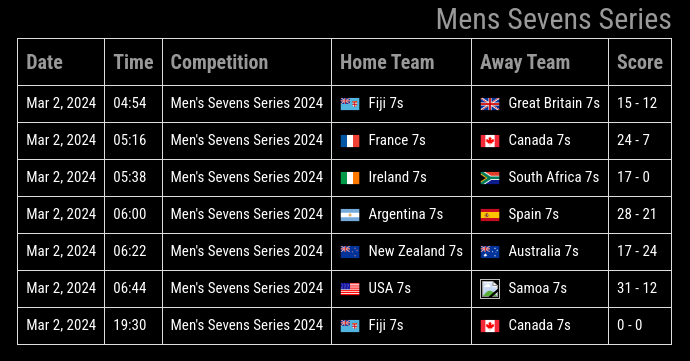 Mens Sevens Series
Date Time Competition Home Team Away Team Score
Mar 2, 2024 04:54 Men's Sevens Series 2024 Fiji 7s Great Britain 7s 15 - 12
Mar 2, 2024 05:16 Men's Sevens Series 2024 France 7s Canada 7s 24 - 7
Mar 2, 2024 05:38 Men's Sevens Series 2024 Ireland 7s South Africa 7s 17 - 0
Mar 2, 2024 06:00 Men's Sevens Series 2024 Argentina 7s Spain 7s 28 - 21
Mar 2, 2024 06:22 Men's Sevens Series 2024 New Zealand 7s Australia 7s 17 - 24
Mar 2, 2024 06:44 Men's Sevens Series 2024 USA 7s Samoa 7s 31 - 12
Mar 2, 2024 19:30 Men's Sevens Series 2024 Fiji 7s Canada 7s 0 - 0